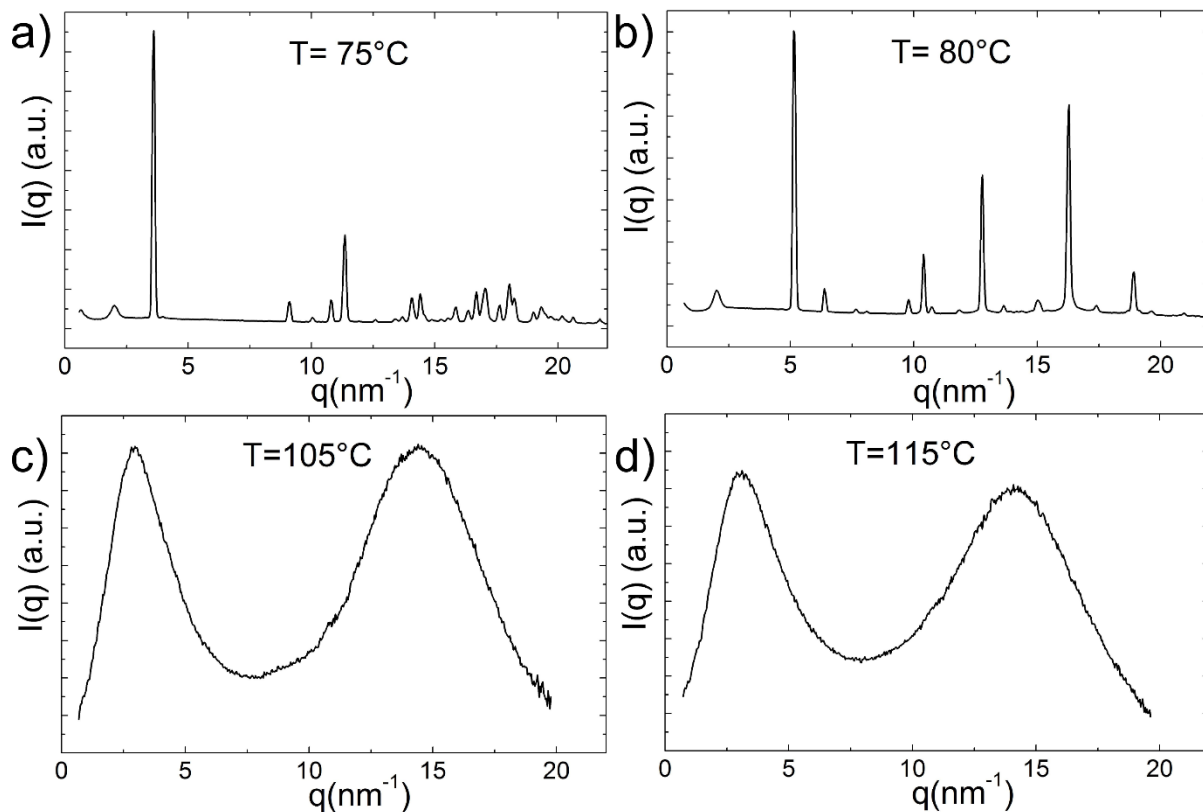 a)
T= 75°C
I(q) (a.u.)
0 5 10 15 20
q(nm⁻¹)
b)
T= 80°C
I(q) (a.u.)
0 5 10 15 20
q(nm⁻¹)
c)
T=105°C
I(q) (a.u.)
0 5 10 15 20
q(nm⁻¹)
d)
T=115°C
I(q) (a.u.)
0 5 10 15 20
q(nm⁻¹)